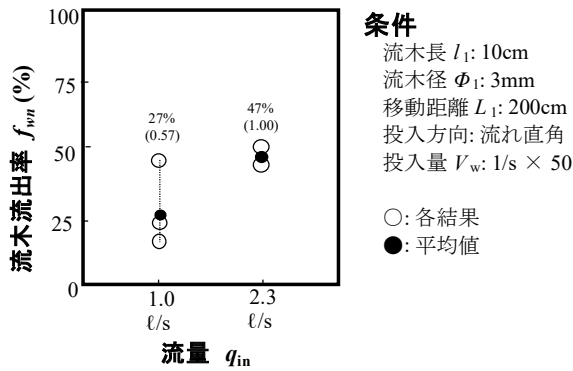 100
75
50
25
0
流木流出率 fwn (%)
27%
(0.57)
47%
(1.00)
1.0
ℓ/s
2.3
ℓ/s
流量 qin
条件
流木長 l1: 10cm
流木径 Φ1: 3mm
移動距離 L1: 200cm
投入方向: 流れ直角
投入量 Vw: 1/s × 50
○: 各結果
●: 平均値